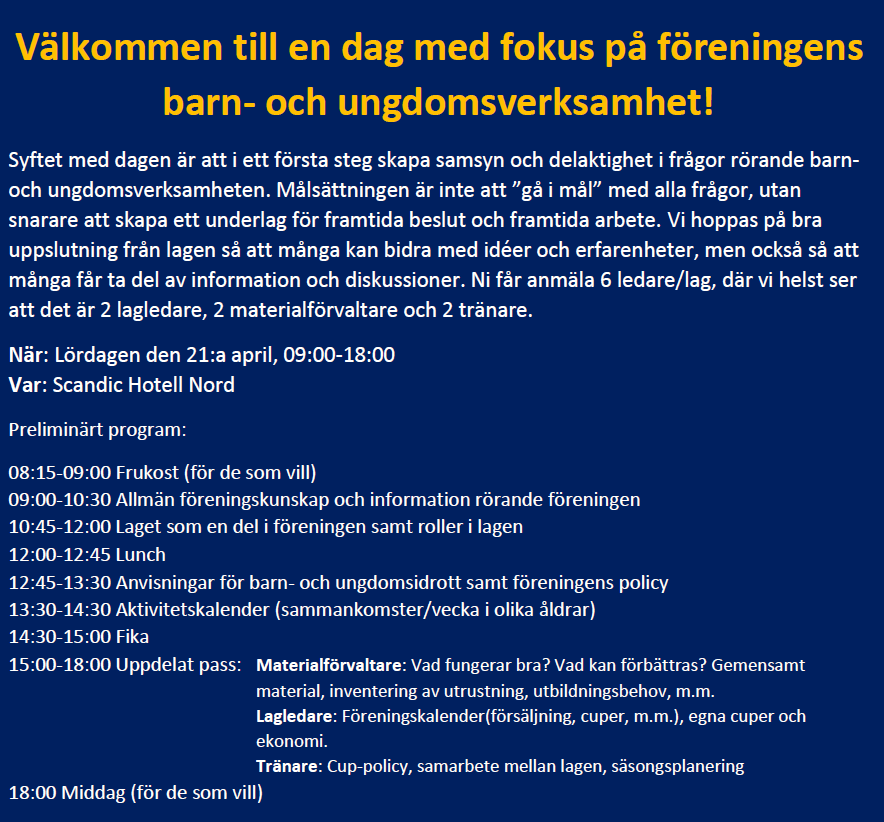 Välkommen till en dag med fokus på föreningens
barn- och ungdomsverksamhet!
Syftet med dagen är att i ett första steg skapa samsyn och delaktighet i frågor rörande barn-
och ungdomsverksamheten. Målsättningen är inte att ”gå i mål” med alla frågor, utan
snarare att skapa ett underlag för framtida beslut och framtida arbete. Vi hoppas på bra
uppslutning från lagen så att många kan bidra med idéer och erfarenheter, men också så att
många får ta del av information och diskussioner. Ni får anmäla 6 ledare/lag, där vi helst ser
att det är 2 lagledare, 2 materialförvaltare och 2 tränare.
När: Lördagen den 21:a april, 09:00-18:00
Var: Scandic Hotell Nord
Preliminärt program:
08:15-09:00 Frukost (för de som vill)
09:00-10:30 Allmän föreningskunskap och information rörande föreningen
10:45-12:00 Laget som en del i föreningen samt roller i lagen
12:00-12:45 Lunch
12:45-13:30 Anvisningar för barn- och ungdomsidrott samt föreningens policy
13:30-14:30 Aktivitetskalender (sammankomster/vecka i olika åldrar)
14:30-15:00 Fika
15:00-18:00 Uppdelat pass: Materialförvaltare: Vad fungerar bra? Vad kan förbättras? Gemensamt
material, inventering av utrustning, utbildningsbehov, m.m.
Lagledare: Föreningskalender(försäljning, cuper, m.m.), egna cuper och
ekonomi.
Tränare: Cup-policy, samarbete mellan lagen, säsongsplanering
18:00 Middag (för de som vill)